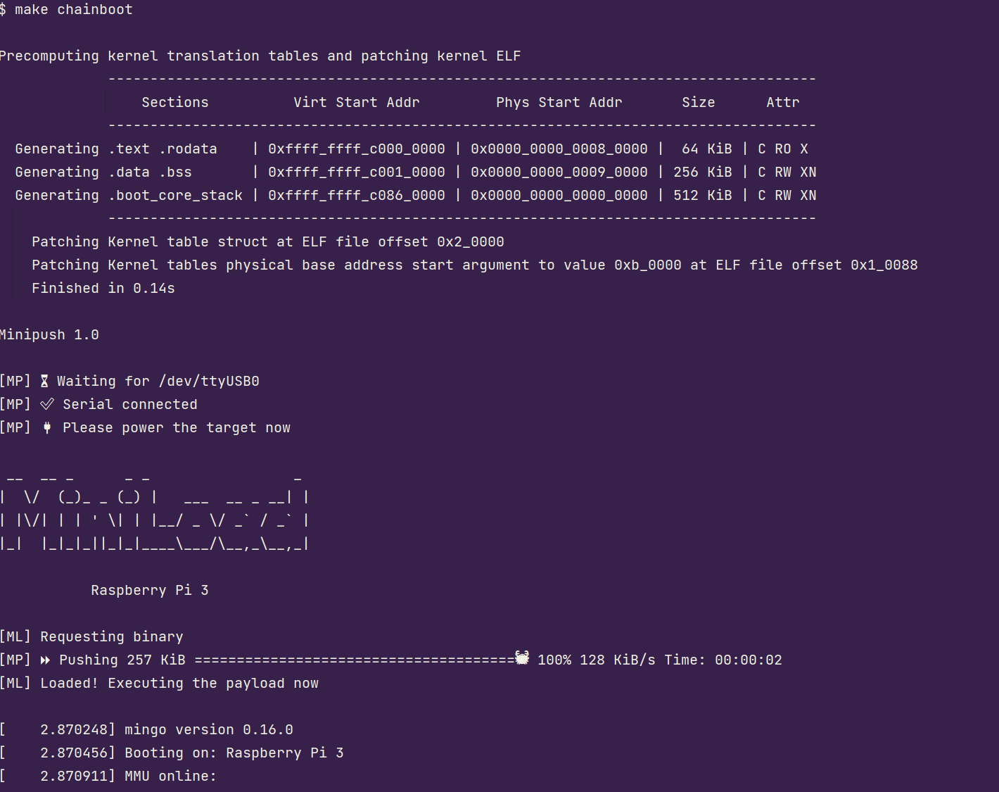 $ make chainboot

Precomputing kernel translation tables and patching kernel ELF
             ------------------------------------------------------------------------------------
                 Sections          Virt Start Addr         Phys Start Addr       Size      Attr
             ------------------------------------------------------------------------------------
  Generating .text .rodata    | 0xffff_ffff_c000_0000 | 0x0000_0000_0008_0000 |  64 KiB | C RO X
  Generating .data .bss       | 0xffff_ffff_c001_0000 | 0x0000_0000_0009_0000 | 256 KiB | C RW XN
  Generating .boot_core_stack | 0xffff_ffff_c086_0000 | 0x0000_0000_0000_0000 | 512 KiB | C RW XN
             ------------------------------------------------------------------------------------
    Patching Kernel table struct at ELF file offset 0x2_0000
    Patching Kernel tables physical base address start argument to value 0xb_0000 at ELF file offset 0x1_0088
    Finished in 0.14s

Minipush 1.0

[MP] ⏳ Waiting for /dev/ttyUSB0
[MP] ✅ Serial connected
[MP] 🔌 Please power the target now

 __  __ _      _ _                 _
|  \/  (_)_ _ (_) |   ___  __ _ __| |
| |\/| | | ' \| | |__/ _ \/ _` / _` |
|_|  |_|_|_||_|_|____\___/\__,_\__,_|

           Raspberry Pi 3

[ML] Requesting binary
[MP] ⏩ Pushing 257 KiB ======================================🦀 100% 128 KiB/s Time: 00:00:02
[ML] Loaded! Executing the payload now

[    2.870248] mingo version 0.16.0
[    2.870456] Booting on: Raspberry Pi 3
[    2.870911] MMU online: